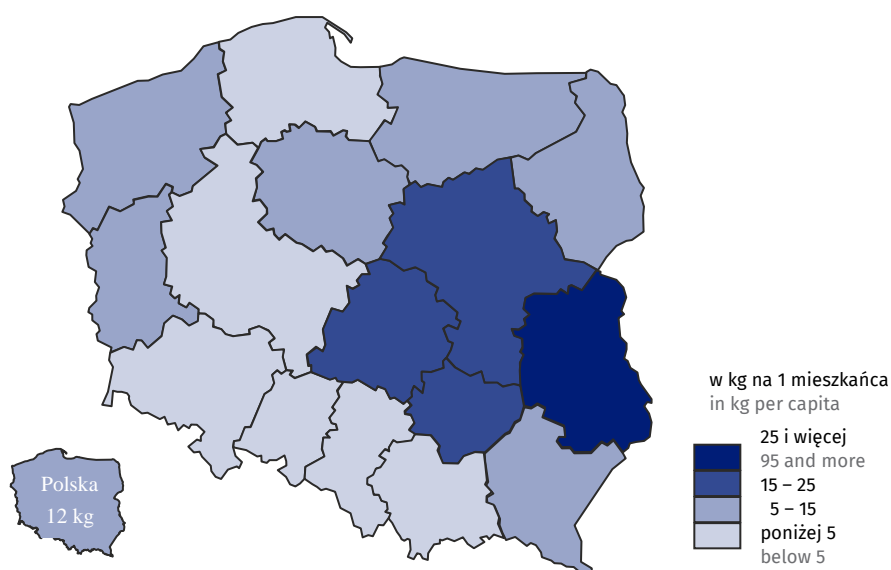 w kg na 1 mieszkańca
in kg per capita
25 i więcej
95 and more
15 – 25
5 – 15
poniżej 5
below 5
Polska
12 kg